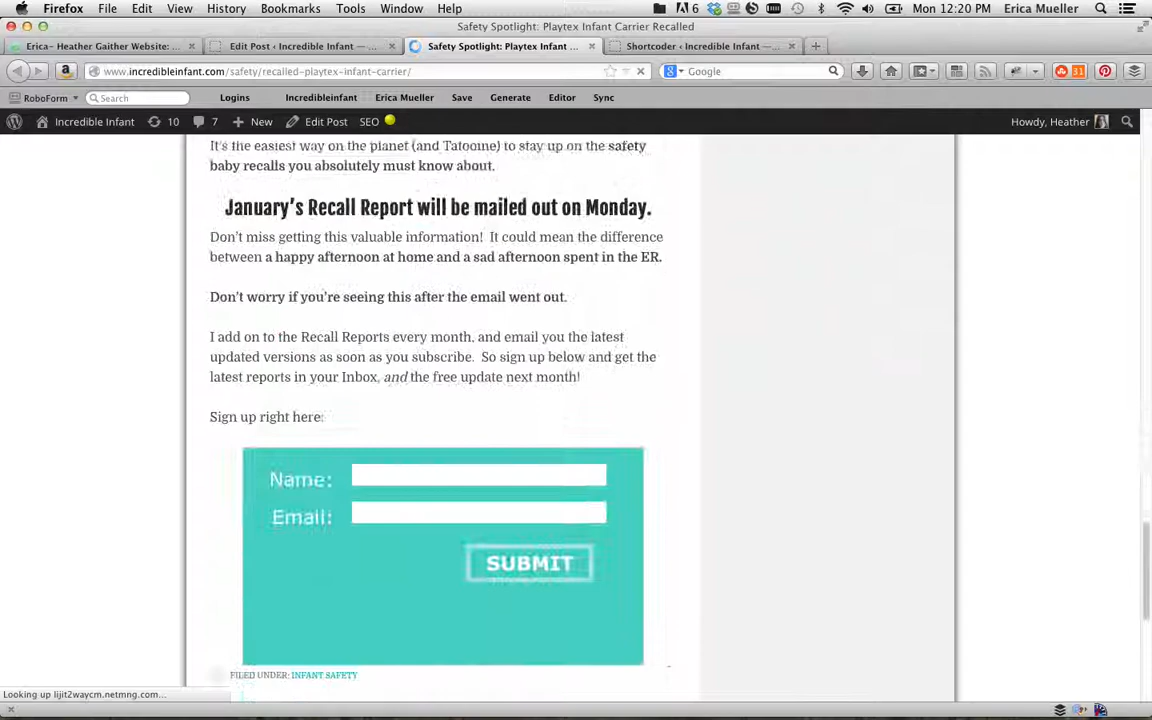 Firefox File Edit View History Bookmarks Tools Window Help 6 Mon 12:20 PM Erica Mueller
Safety Spotlight: Playtex Infant Carrier Recalled
Erica- Heather Gaither Website: ... Edit Post ‹ Incredible Infant —... Safety Spotlight: Playtex Infant ... Shortcoder ‹ Incredible Infant —...
www.incredibleinfant.com/safety/recalled-playtex-infant-carrier/ Google 31
RoboForm Search Logins Incredibleinfant Erica Mueller Save Generate Editor Sync
Incredible Infant 10 7 New Edit Post SEO Howdy, Heather
It's the easiest way on the planet (and Tatooine) to stay up on the safety
baby recalls you absolutely must know about.
January's Recall Report will be mailed out on Monday.
Don't miss getting this valuable information! It could mean the difference
between a happy afternoon at home and a sad afternoon spent in the ER.
Don't worry if you're seeing this after the email went out.
I add on to the Recall Reports every month, and email you the latest
updated versions as soon as you subscribe. So sign up below and get the
latest reports in your Inbox, and the free update next month!
Sign up right here:
Name:
Email:
SUBMIT
FILED UNDER: INFANT SAFETY
Looking up lijit2waycm.netmng.com...